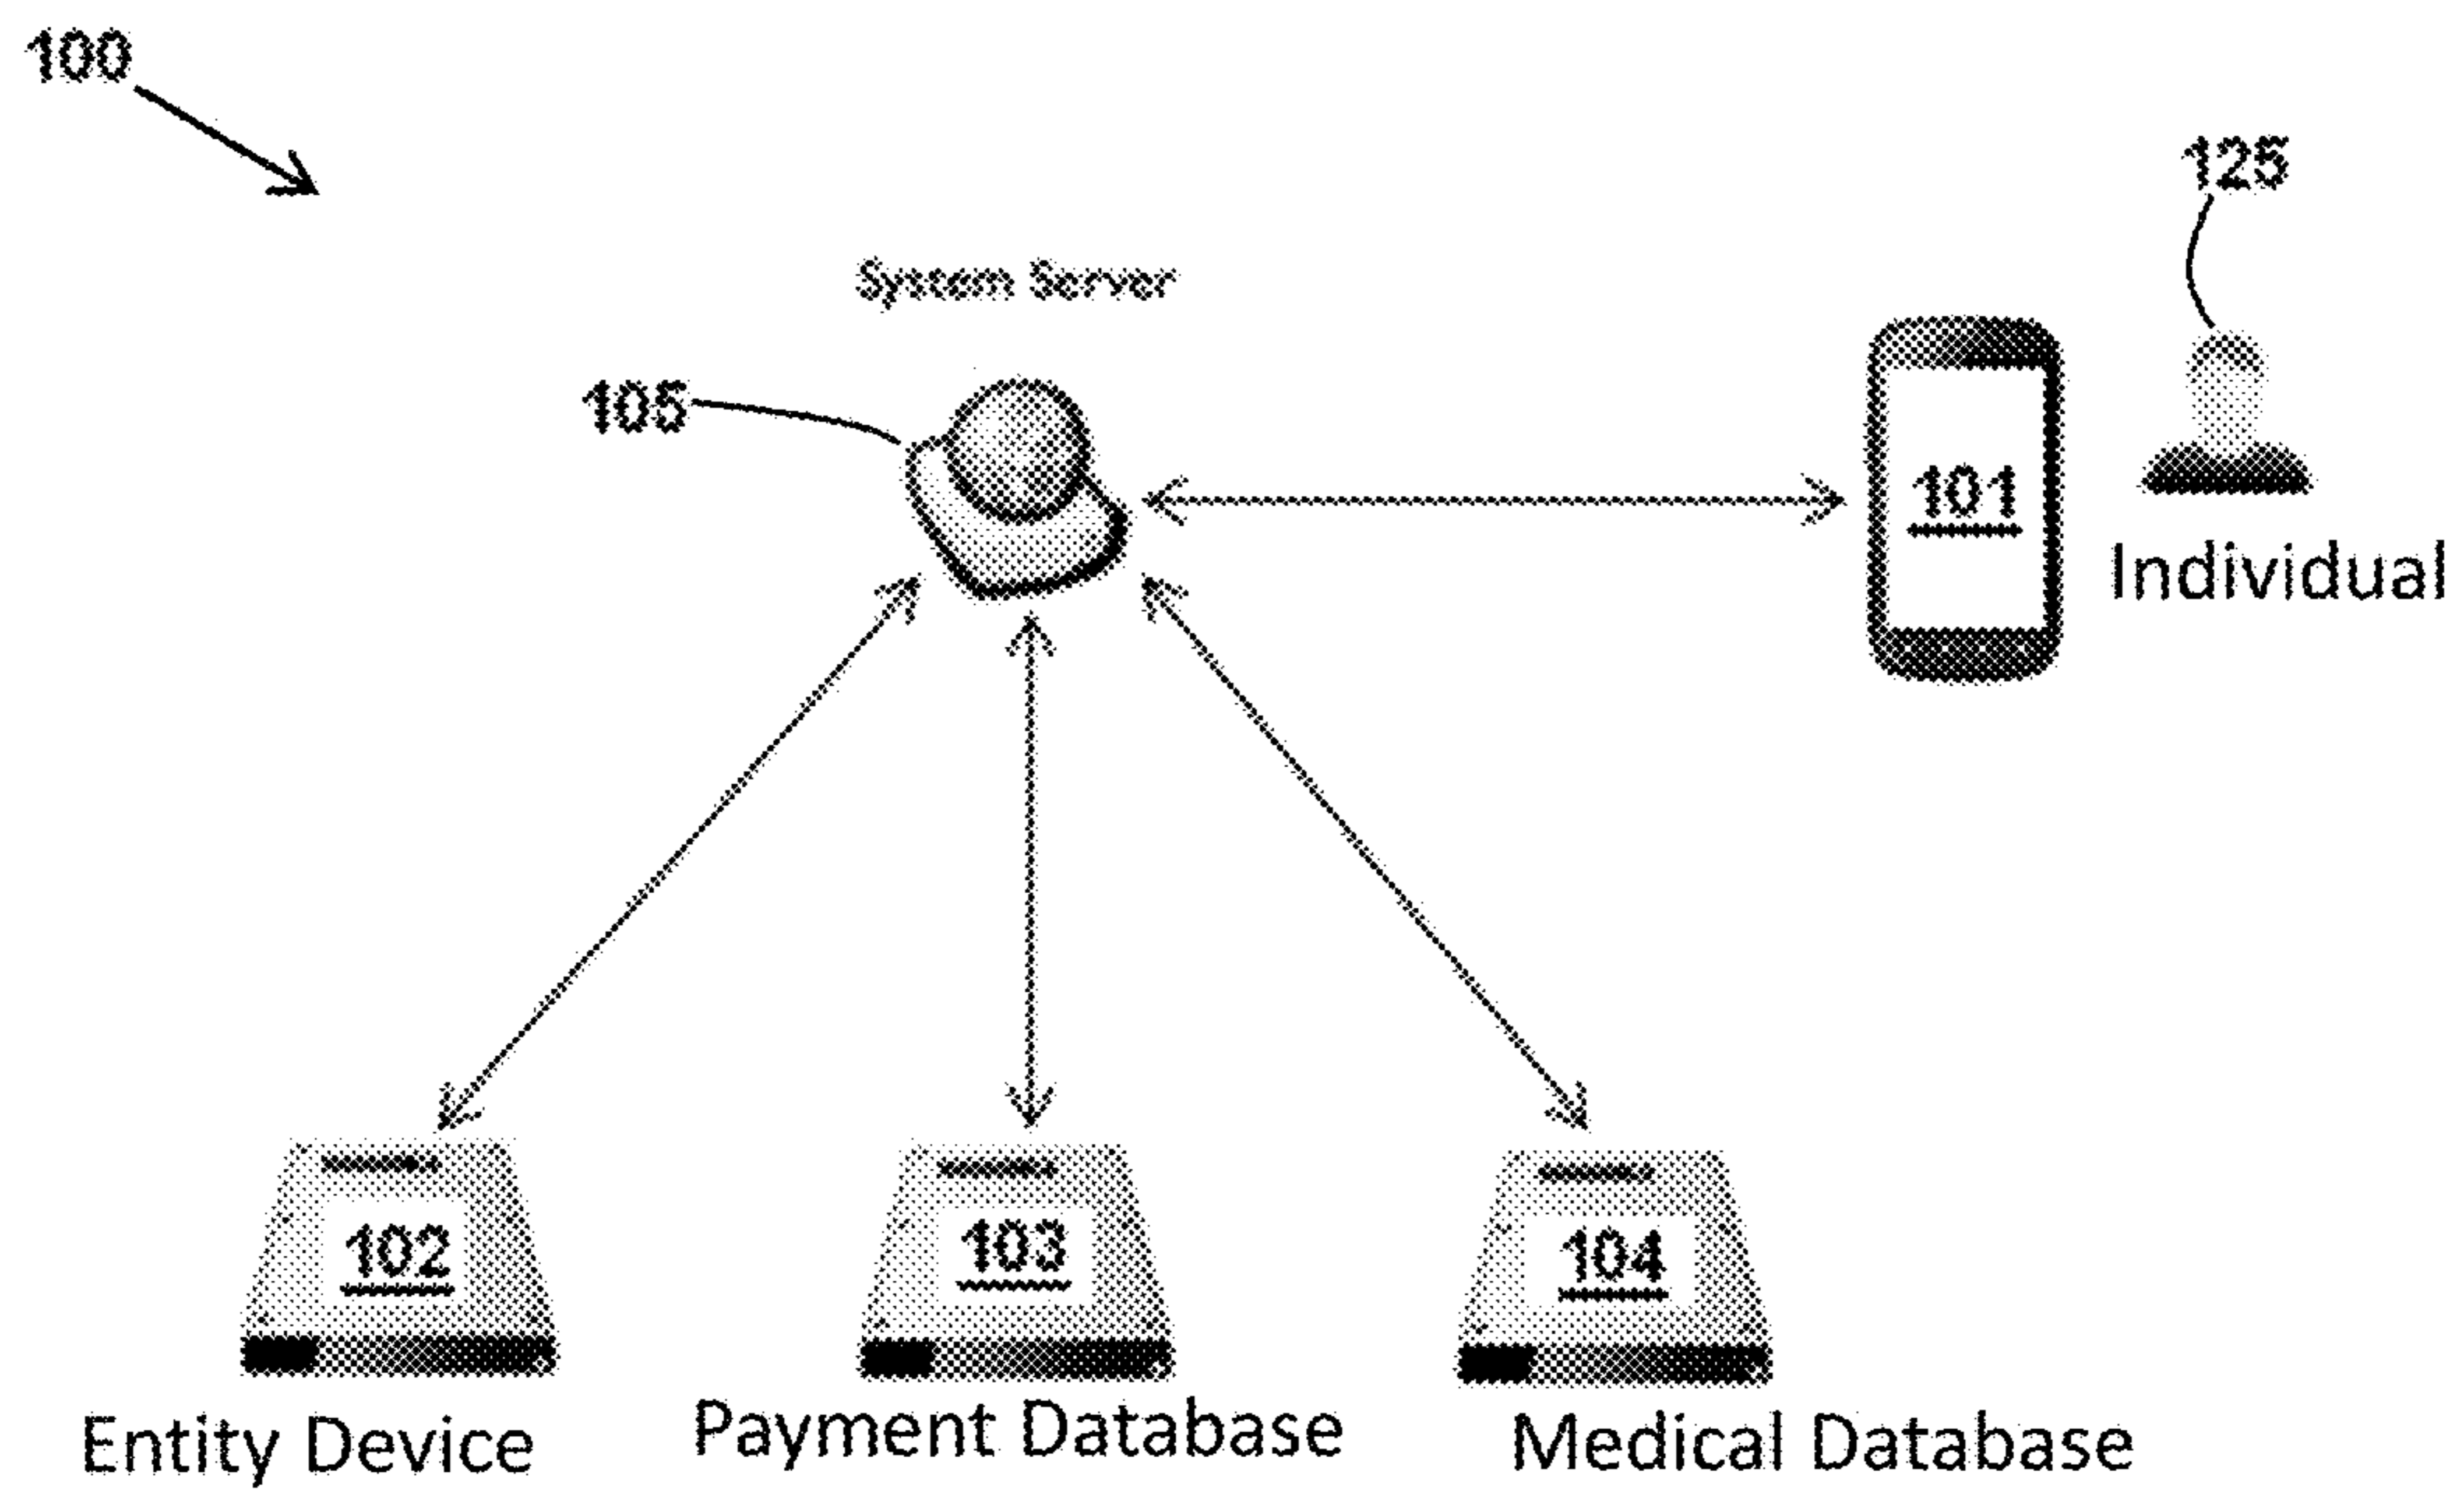 100
125
System Server
105
101
Individual
102
103
104
Entity Device
Payment Database
Medical Database